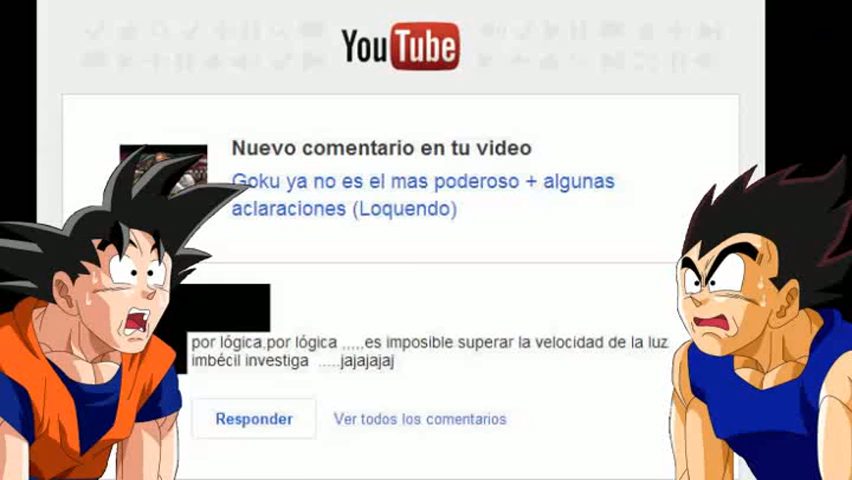 YouTube
Nuevo comentario en tu video
Goku ya no es el mas poderoso + algunas
aclaraciones (Loquendo)
por lógica,por lógica .....es imposible superar la velocidad de la luz
imbécil investiga .....jajajajaj
Responder
Ver todos los comentarios